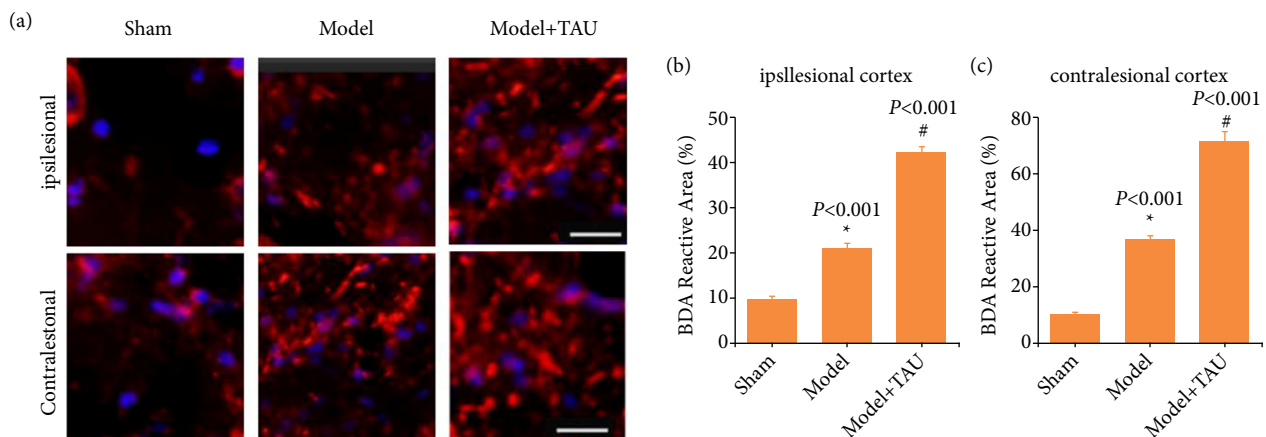 (a)
Sham
Model
Model+TAU
ipsilesional
Contralestonal
(b)
ipsllesional cortex
BDA Reactive Area (%)
50
40
30
20
10
0
P<0.001
*
P<0.001
#
Sham
Model
Model+TAU
(c)
contralesional cortex
BDA Reactive Area (%)
80
60
40
20
0
P<0.001
*
P<0.001
#
Sham
Model
Model+TAU